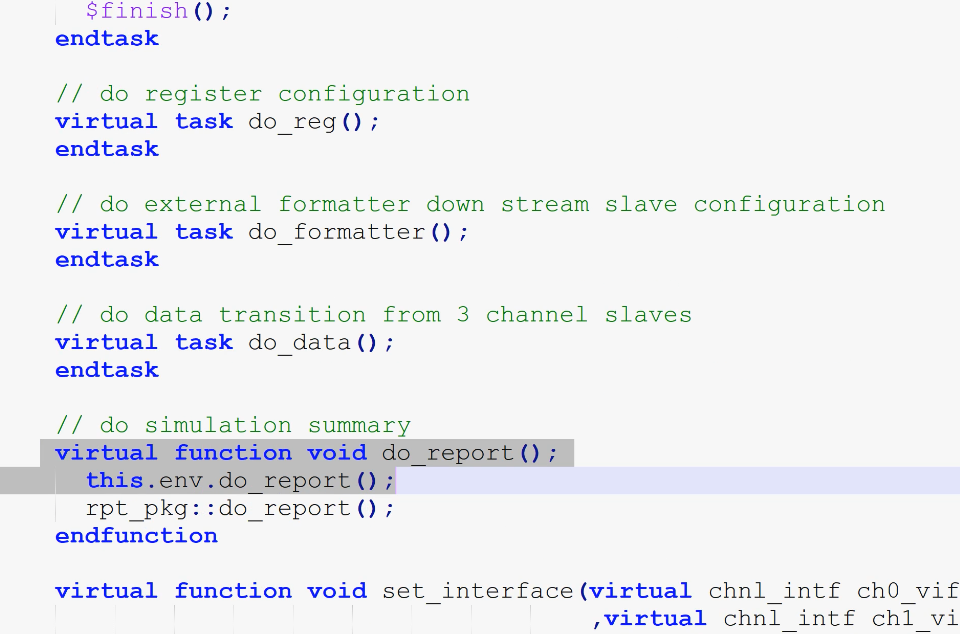 $finish();
endtask
// do register configuration
virtual task do_reg();
endtask
// do external formatter down stream slave configuration
virtual task do_formatter();
endtask
// do data transition from 3 channel slaves
virtual task do_data();
endtask
// do simulation summary
virtual function void do_report();
this.env.do_report();
rpt_pkg::do_report();
endfunction
virtual function void set_interface(virtual chnl_intf ch0_vif
,virtual chnl_intf ch1_vi